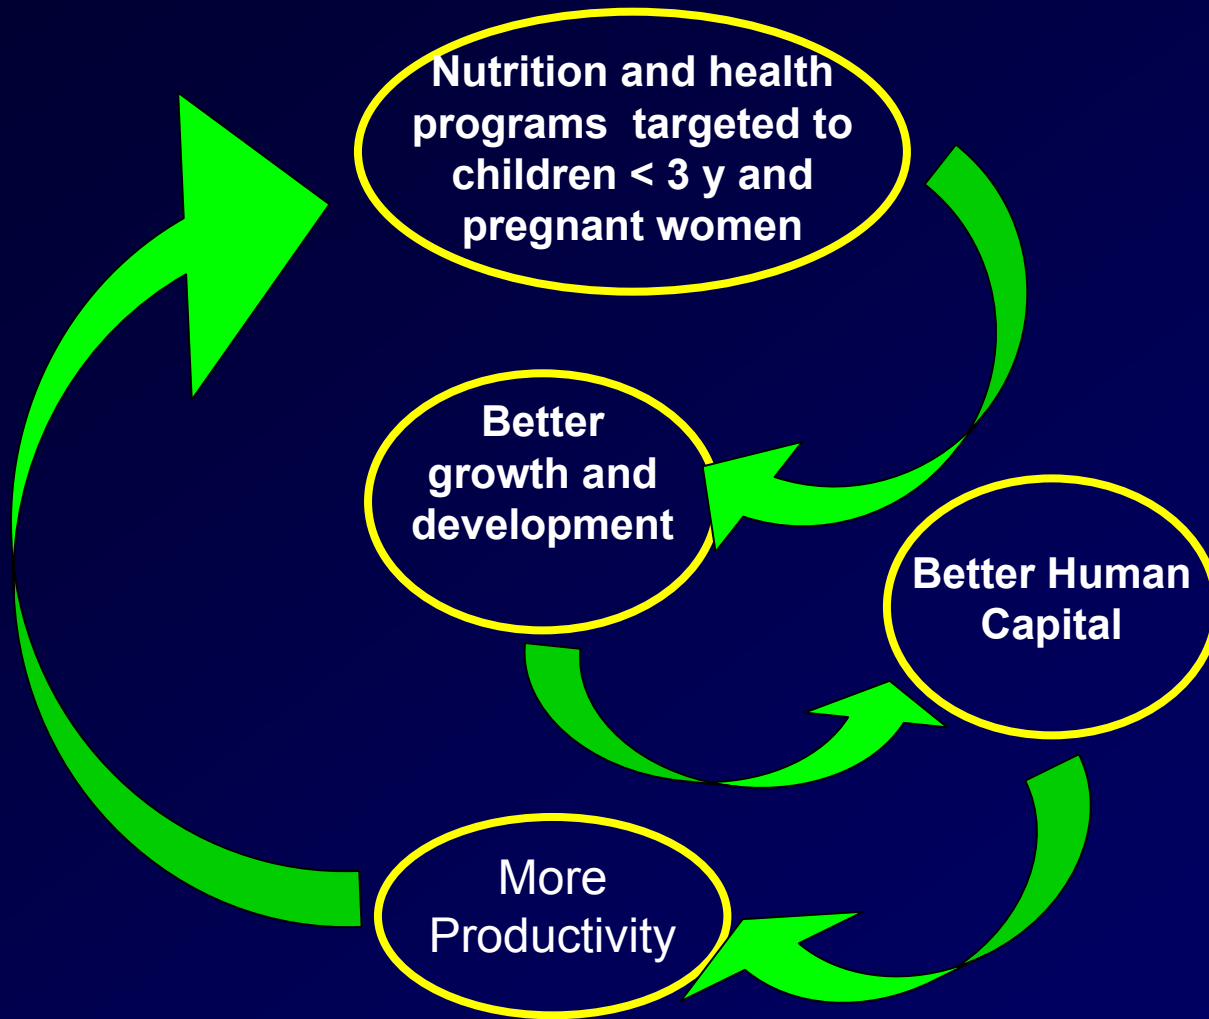 Nutrition and health
programs  targeted to
children < 3 y and
pregnant women
Better
growth and
development
Better Human
Capital
More
Productivity